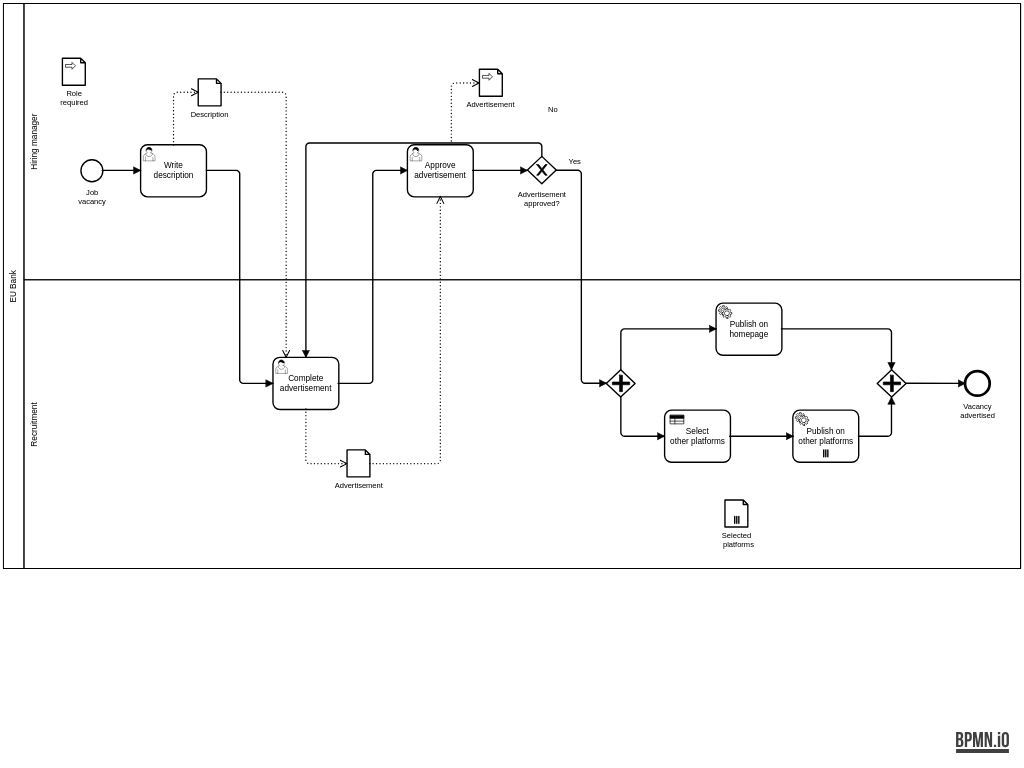 EU Bank
Hiring manager
Role
required
Description
Advertisement
No
Write
description
Approve
advertisement
Yes
Job
vacancy
Advertisement
approved?
Recruitment
Publish on
homepage
Complete
advertisement
Vacancy
advertised
Select
other platforms
Publish on
other platforms
Advertisement
Selected
platforms
BPMN.iO